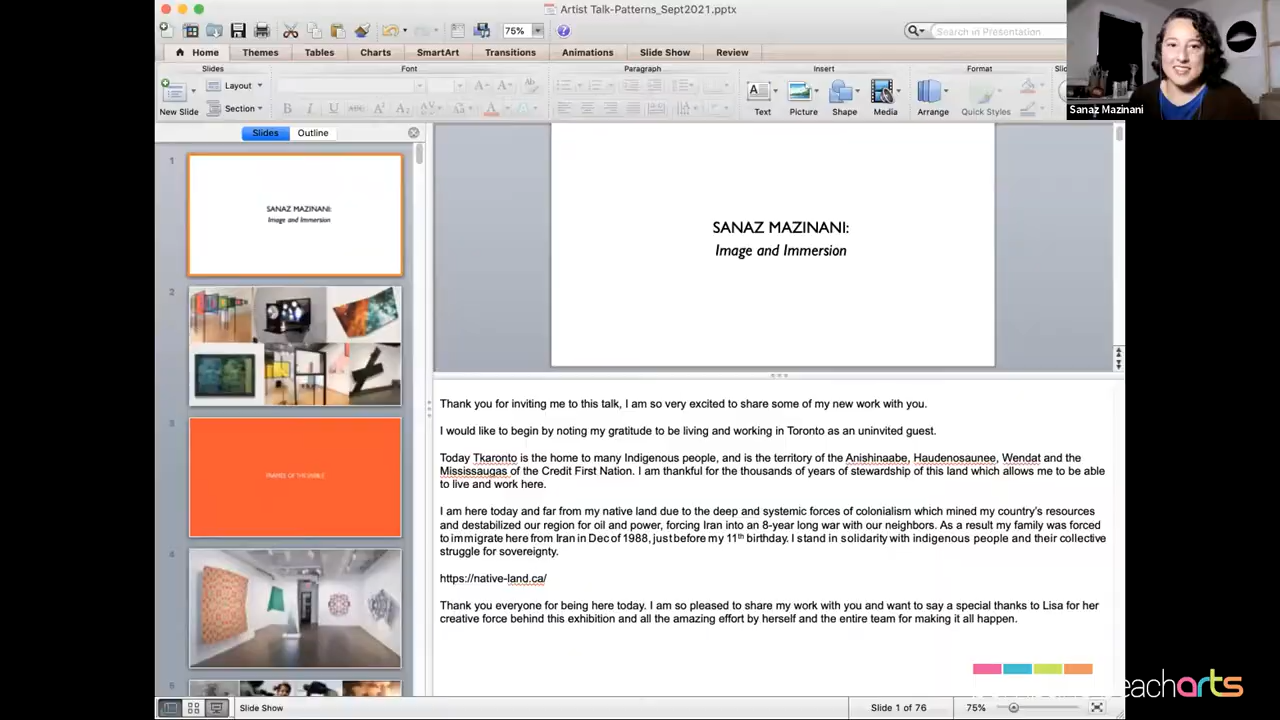 Artist Talk-Patterns_Sept2021.pptx
75%
Search in Presentation
Home Themes Tables Charts SmartArt Transitions Animations Slide Show Review
Slides Font Paragraph Insert Format
New Slide
Layout
Section
B I U
Text Picture Shape Media Arrange Quick Styles
Sanaz Mazinani
Slides Outline
1
SANAZ MAZINANI:
Image and Immersion
2
3
4
SANAZ MAZINANI:
Image and Immersion
Thank you for inviting me to this talk, I am so very excited to share some of my new work with you.
I would like to begin by noting my gratitude to be living and working in Toronto as an uninvited guest.
Today Tkaronto is the home to many Indigenous people, and is the territory of the Anishinaabe, Haudenosaunee, Wendat and the
Mississaugas of the Credit First Nation. I am thankful for the thousands of years of stewardship of this land which allows me to be able
to live and work here.
I am here today and far from my native land due to the deep and systemic forces of colonialism which mined my country's resources
and destabilized our region for oil and power, forcing Iran into an 8-year long war with our neighbors. As a result my family was forced
to immigrate here from Iran in Dec of 1988, just before my 11th birthday. I stand in solidarity with indigenous people and their collective
struggle for sovereignty.
https://native-land.ca/
Thank you everyone for being here today. I am so pleased to share my work with you and want to say a special thanks to Lisa for her
creative force behind this exhibition and all the amazing effort by herself and the entire team for making it all happen.
Slide Show
Slide 1 of 76
75%